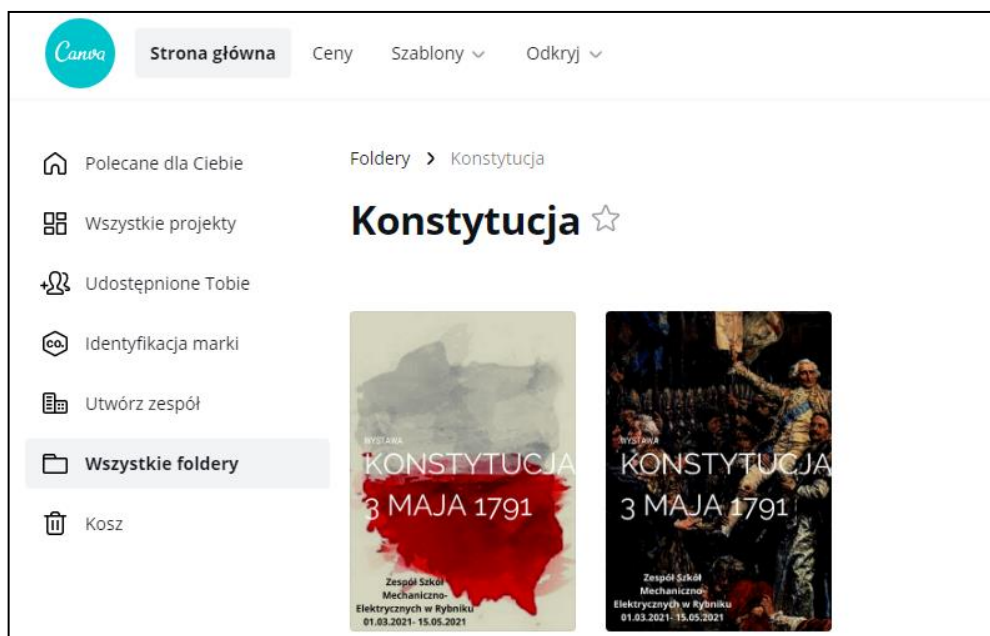 Canva
Strona główna
Ceny
Szablony
Odkryj
Polecane dla Ciebie
Wszystkie projekty
Udostępnione Tobie
CO.
Identyfikacja marki
Utwórz zespół
Wszystkie foldery
Kosz
Foldery > Konstytucja
Konstytucja
WYSTAWA
KONSTYTUCJA
3 MAJA 1791
Zespół Szkół
Mechaniczno-
Elektrycznych w Rybniku
01.03.2021- 15.05.2021
WYSTAWA
KONSTYTUCJA
3 MAJA 1791
Zespół Szkół
Mechaniczno-
Elektrycznych w Rybniku
01.03.2021- 15.05.2021